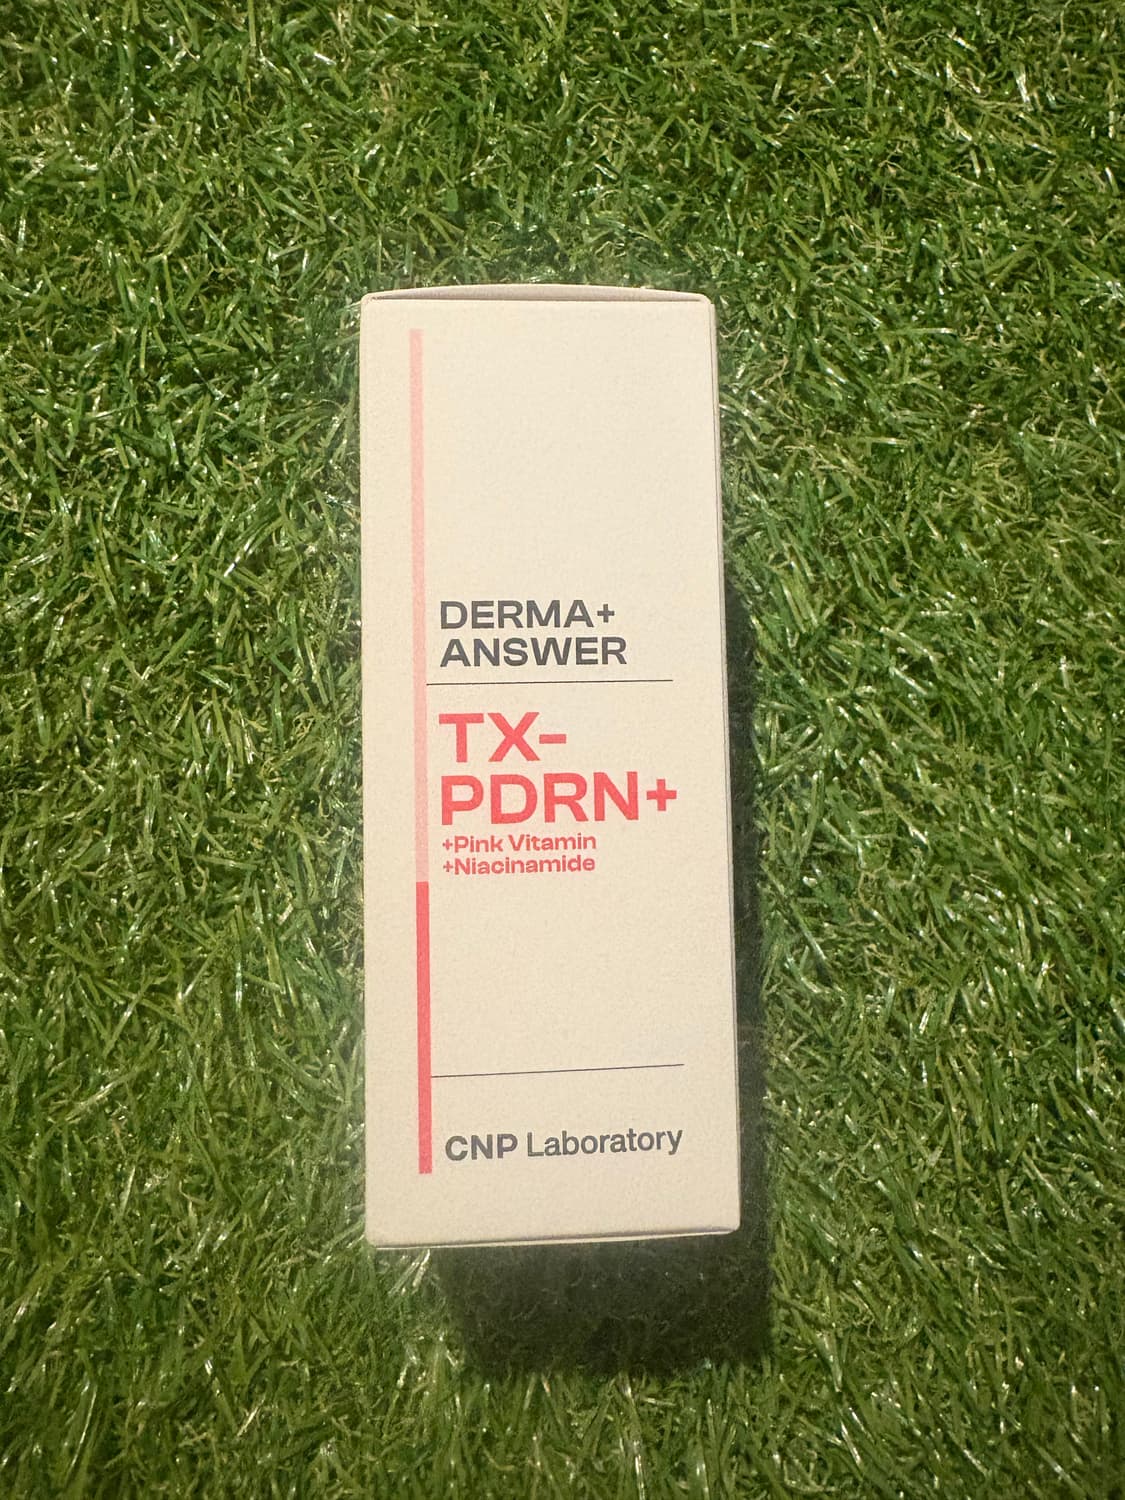 DERMA+
ANSWER
TX-
PDRN+
+Pink Vitamin
+Niacinamide
CNP Laboratory